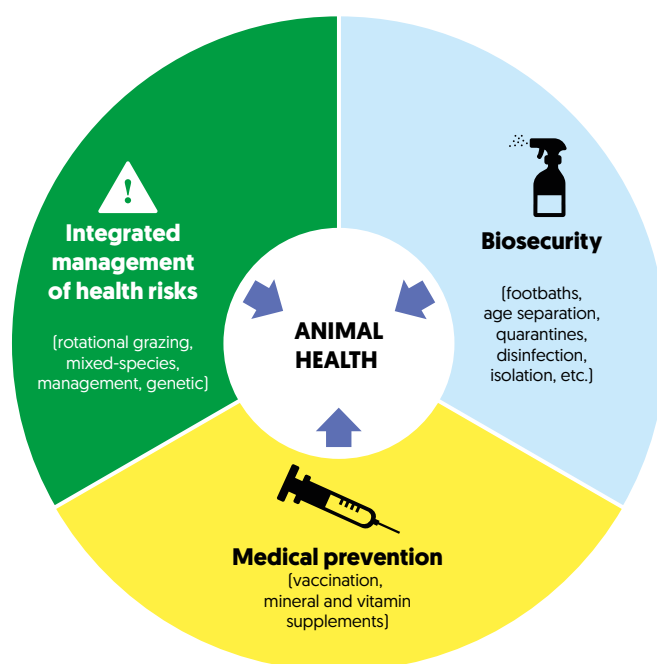 Integrated
management
of health risks
(rotational grazing,
mixed-species,
management, genetic)
Biosecurity
(footbaths,
age separation,
quarantines,
disinfection,
isolation, etc.)
ANIMAL
HEALTH
Medical prevention
(vaccination,
mineral and vitamin
supplements)